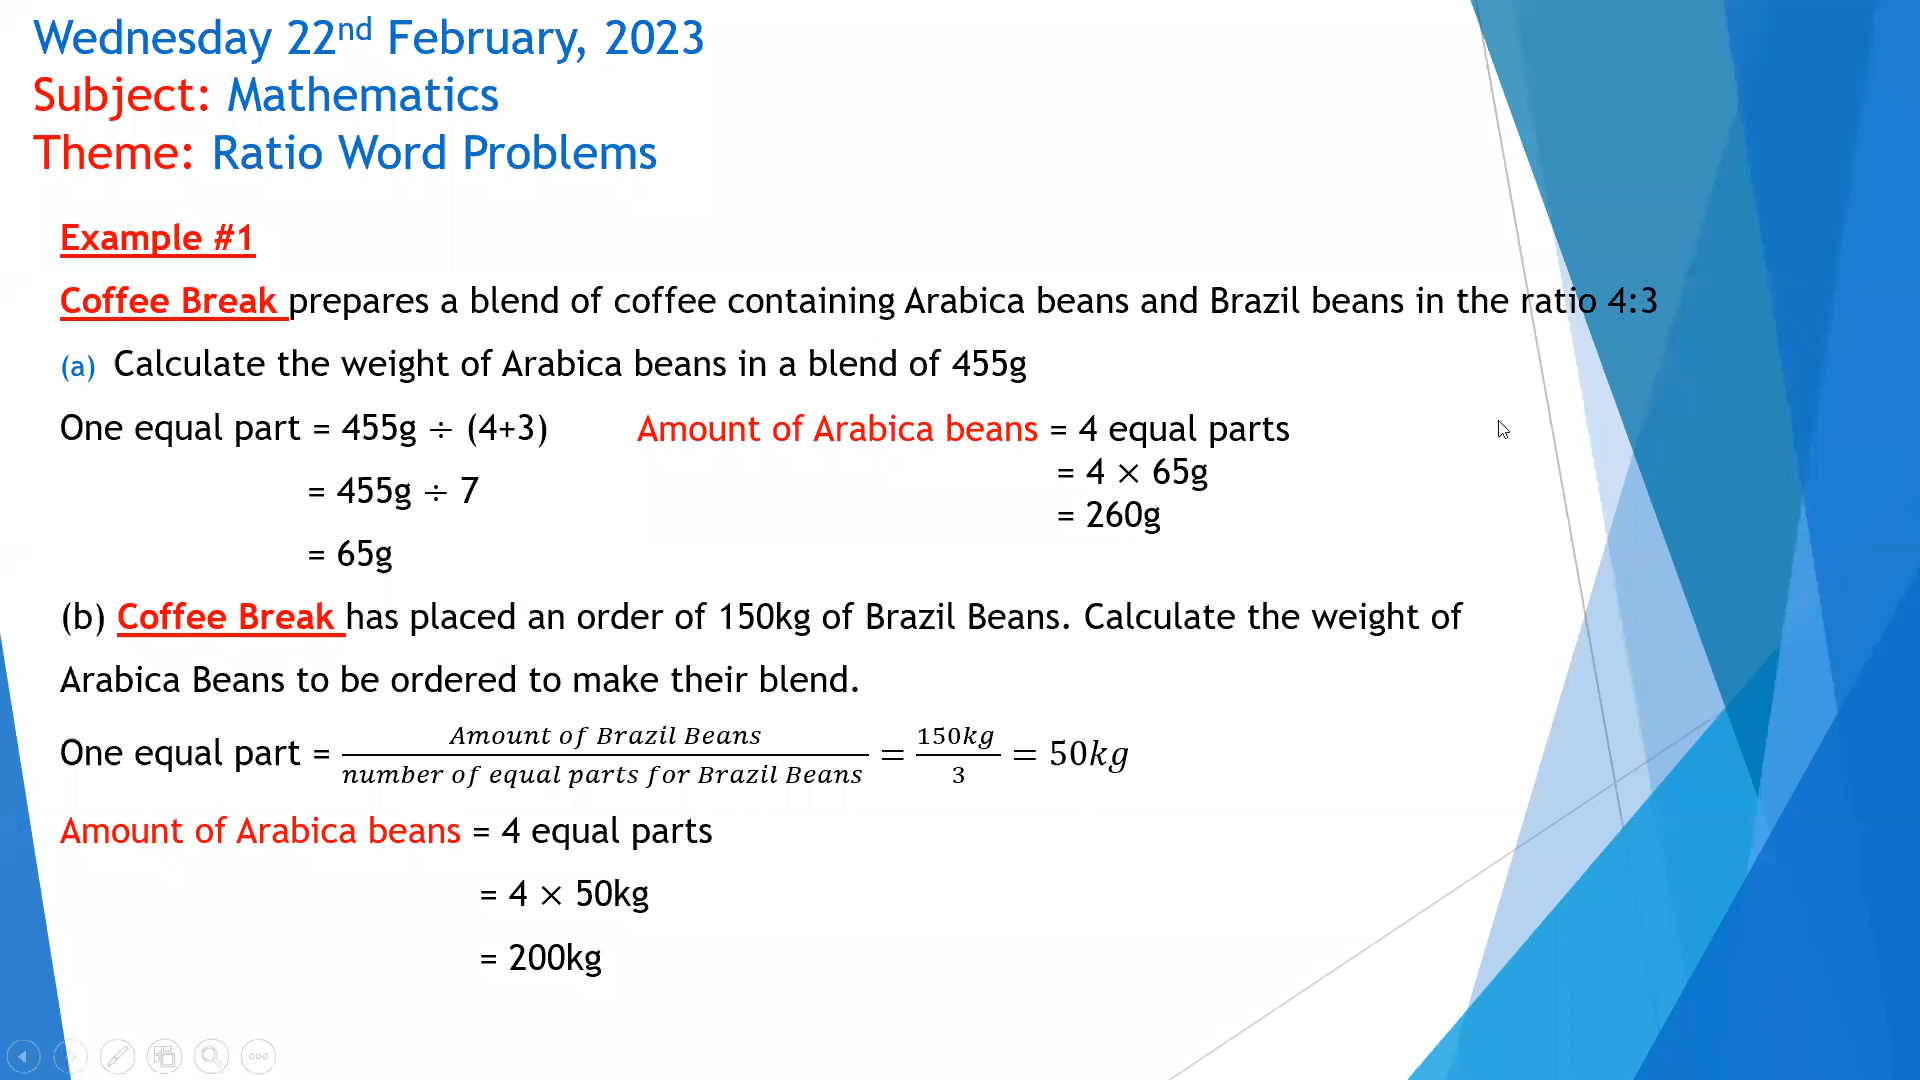 Wednesday 22nd February, 2023
Subject: Mathematics
Theme: Ratio Word Problems
Example #1
Coffee Break prepares a blend of coffee containing Arabica beans and Brazil beans in the ratio 4:3
(a) Calculate the weight of Arabica beans in a blend of 455g
One equal part = 455g ÷ (4+3)
= 455g ÷ 7
= 65g
Amount of Arabica beans = 4 equal parts
= 4 × 65g
= 260g
(b) Coffee Break has placed an order of 150kg of Brazil Beans. Calculate the weight of
Arabica Beans to be ordered to make their blend.
One equal part = Amount of Brazil Beans / number of equal parts for Brazil Beans = 150kg / 3 = 50kg
Amount of Arabica beans = 4 equal parts
= 4 × 50kg
= 200kg